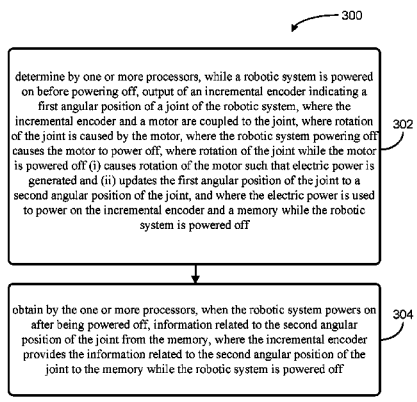 300
determine by one or more processors, while a robotic system is powered
on before powering off, output of an incremental encoder indicating a
first angular position of a joint of the robotic system, where the
incremental encoder and a motor are coupled to the joint, where rotation
of the joint is caused by the motor, where the robotic system powering off
causes the motor to power off, where rotation of the joint while the motor
is powered off (i) causes rotation of the motor such that electric power is
generated and (ii) updates the first angular position of the joint to a
second angular position of the joint, and where the electric power is used
to power on the incremental encoder and a memory while the robotic
system is powered off
302
obtain by the one or more processors, when the robotic system powers on
after being powered off, information related to the second angular
position of the joint from the memory, where the incremental encoder
provides the information related to the second angular position of the
joint to the memory while the robotic system is powered off
304